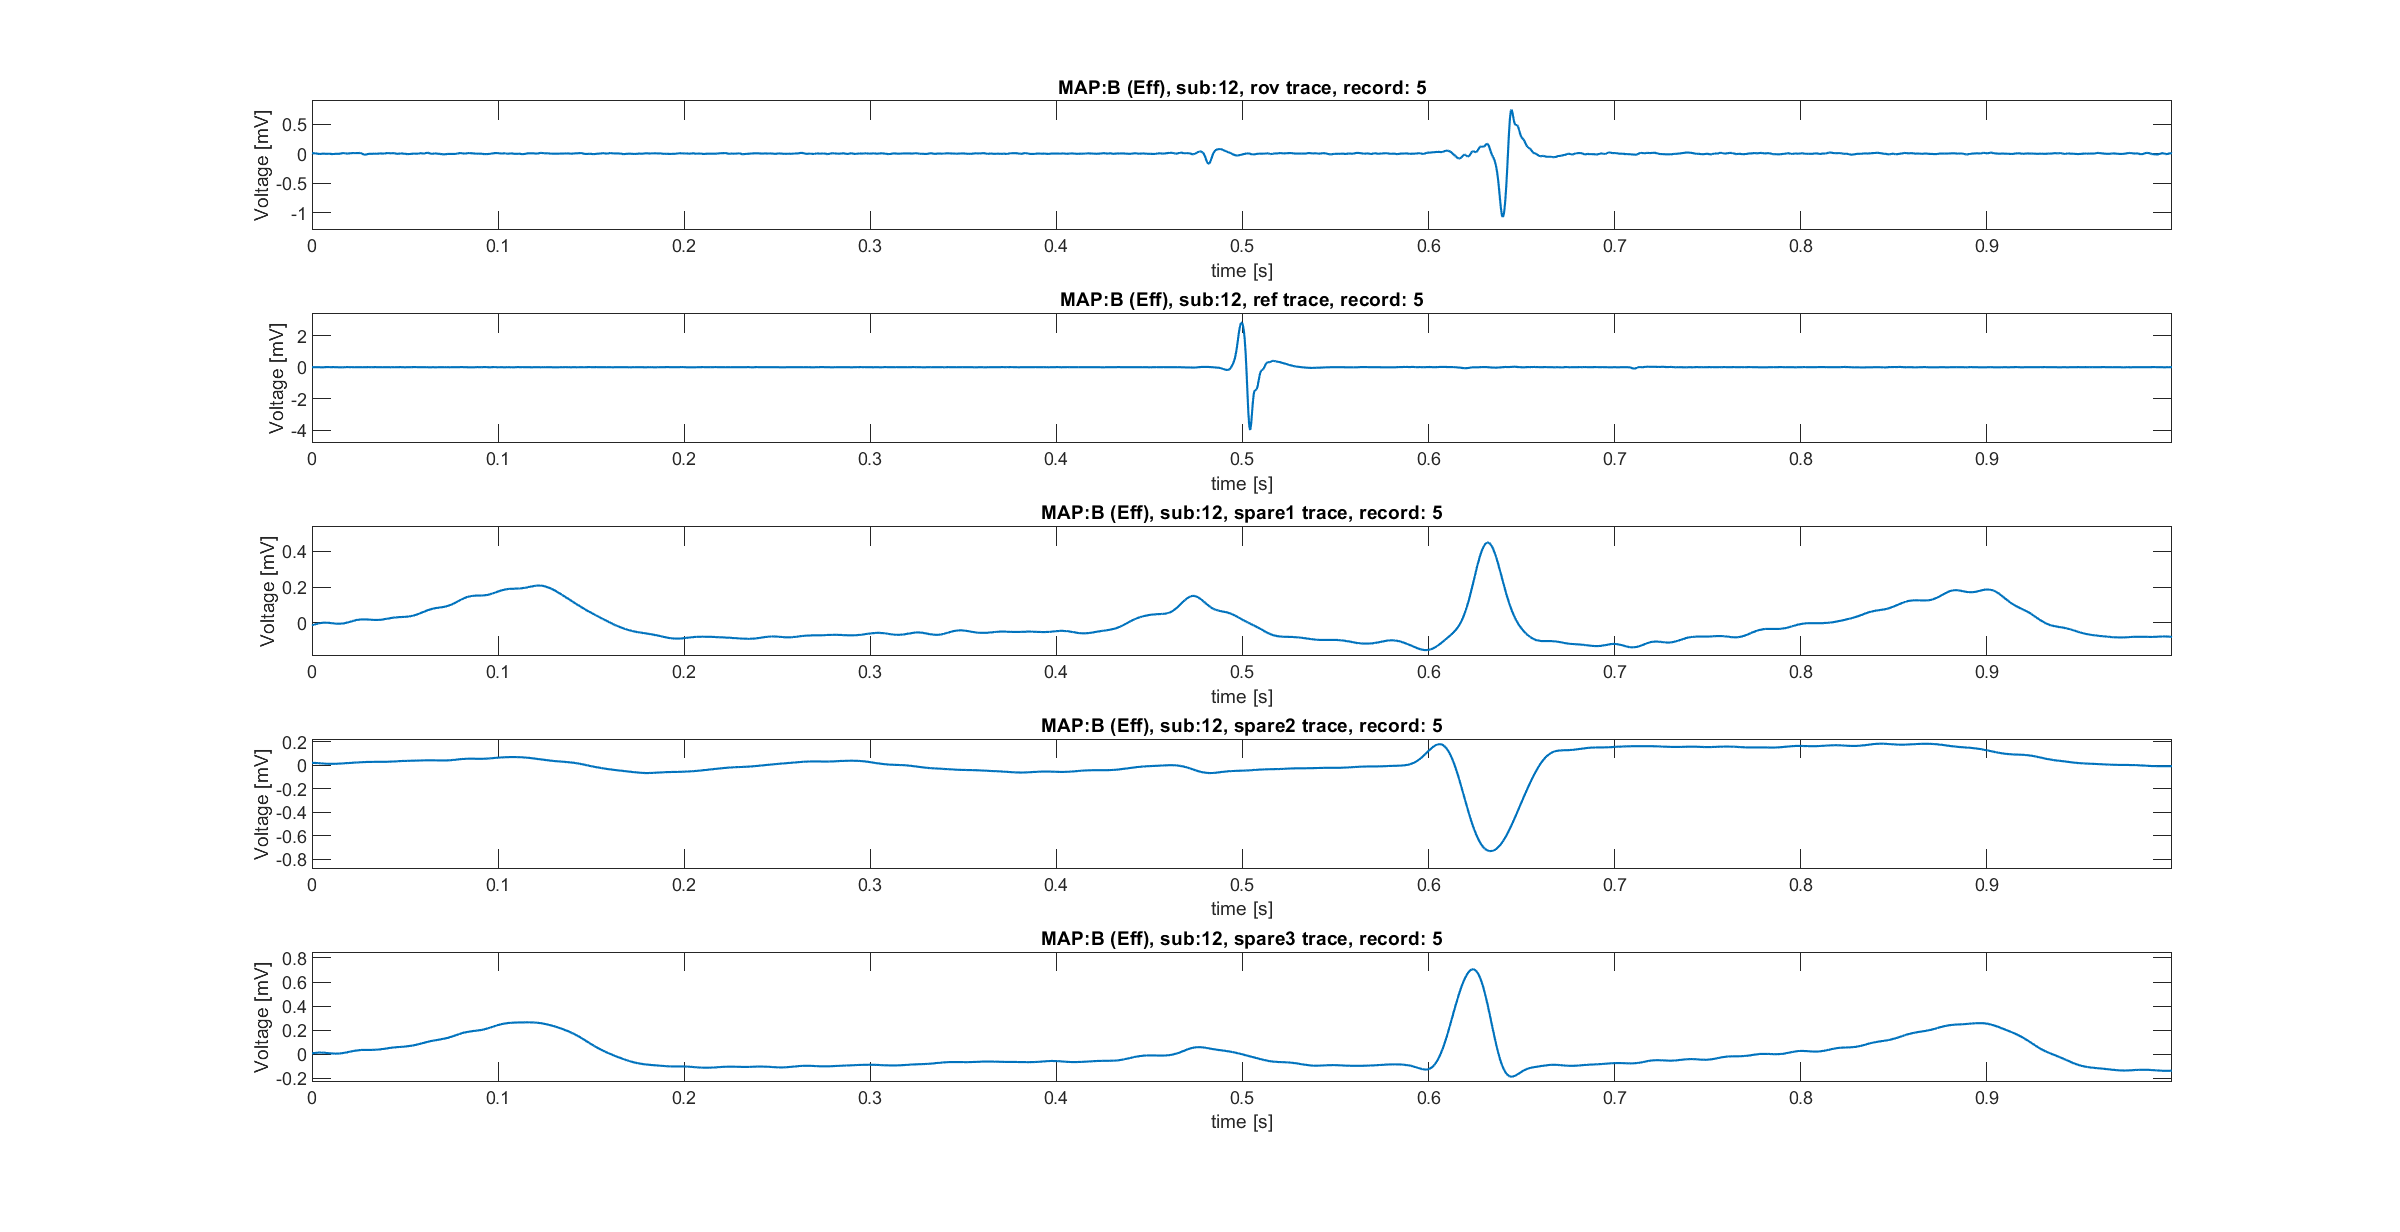 MAP:B (Eff), sub:12, rov trace, record: 5
Voltage [mV]
0.5
0
-0.5
-1
0 0.1 0.2 0.3 0.4 0.5 0.6 0.7 0.8 0.9
time [s]
MAP:B (Eff), sub:12, ref trace, record: 5
Voltage [mV]
2
0
-2
-4
0 0.1 0.2 0.3 0.4 0.5 0.6 0.7 0.8 0.9
time [s]
MAP:B (Eff), sub:12, spare1 trace, record: 5
Voltage [mV]
0.4
0.2
0
0 0.1 0.2 0.3 0.4 0.5 0.6 0.7 0.8 0.9
time [s]
MAP:B (Eff), sub:12, spare2 trace, record: 5
Voltage [mV]
0.2
0
-0.2
-0.4
-0.6
-0.8
0 0.1 0.2 0.3 0.4 0.5 0.6 0.7 0.8 0.9
time [s]
MAP:B (Eff), sub:12, spare3 trace, record: 5
Voltage [mV]
0.8
0.6
0.4
0.2
0
-0.2
0 0.1 0.2 0.3 0.4 0.5 0.6 0.7 0.8 0.9
time [s]